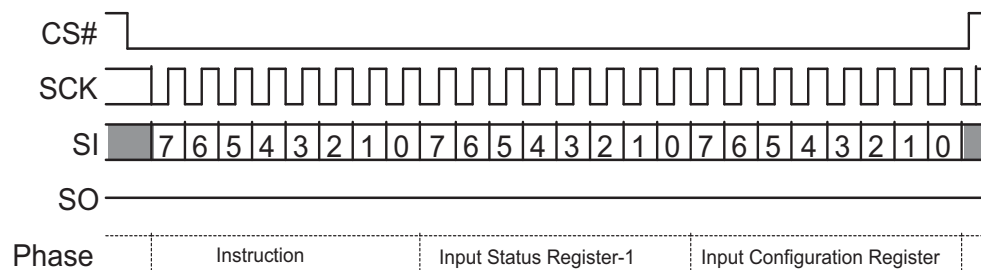 CS#
SCK
SI 7 6 5 4 3 2 1 0 7 6 5 4 3 2 1 0 7 6 5 4 3 2 1 0
SO
Phase Instruction Input Status Register-1 Input Configuration Register